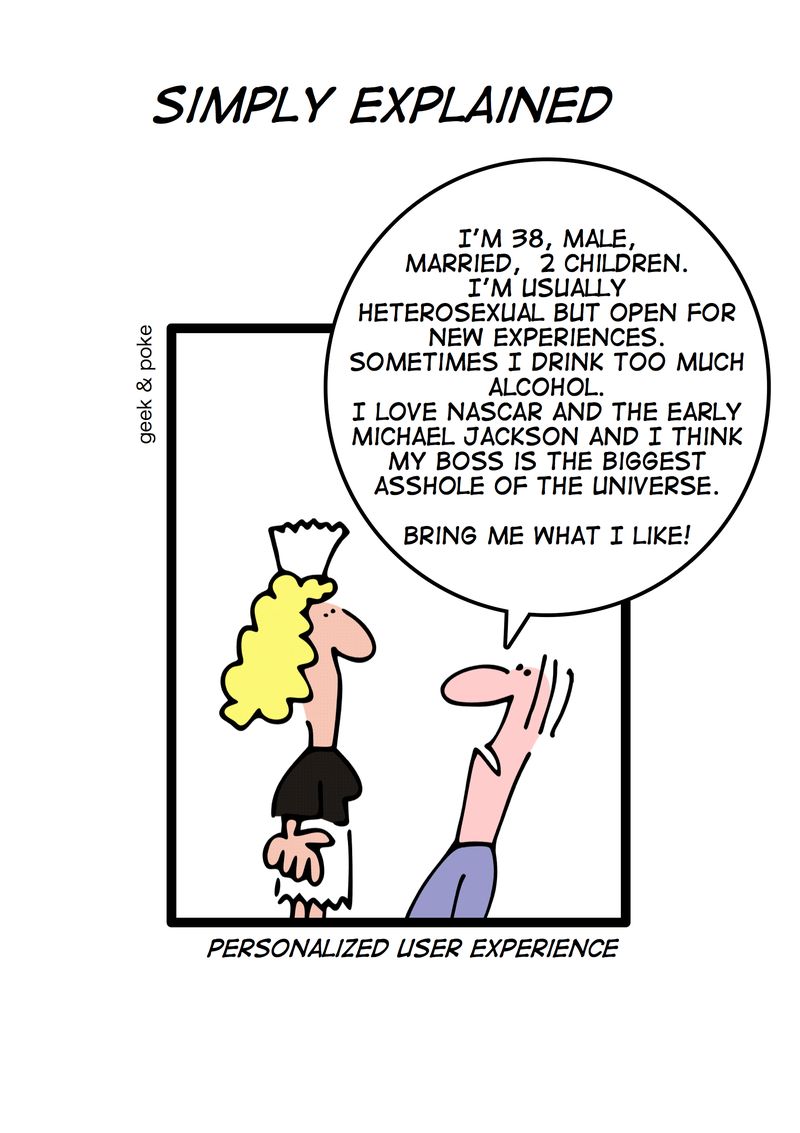 SIMPLY EXPLAINED
I'M 38, MALE,
MARRIED, 2 CHILDREN.
I'M USUALLY
HETEROSEXUAL BUT OPEN FOR
NEW EXPERIENCES.
SOMETIMES I DRINK TOO MUCH
ALCOHOL.
I LOVE NASCAR AND THE EARLY
MICHAEL JACKSON AND I THINK
MY BOSS IS THE BIGGEST
ASSHOLE OF THE UNIVERSE.
BRING ME WHAT I LIKE!
geek & poke
PERSONALIZED USER EXPERIENCE